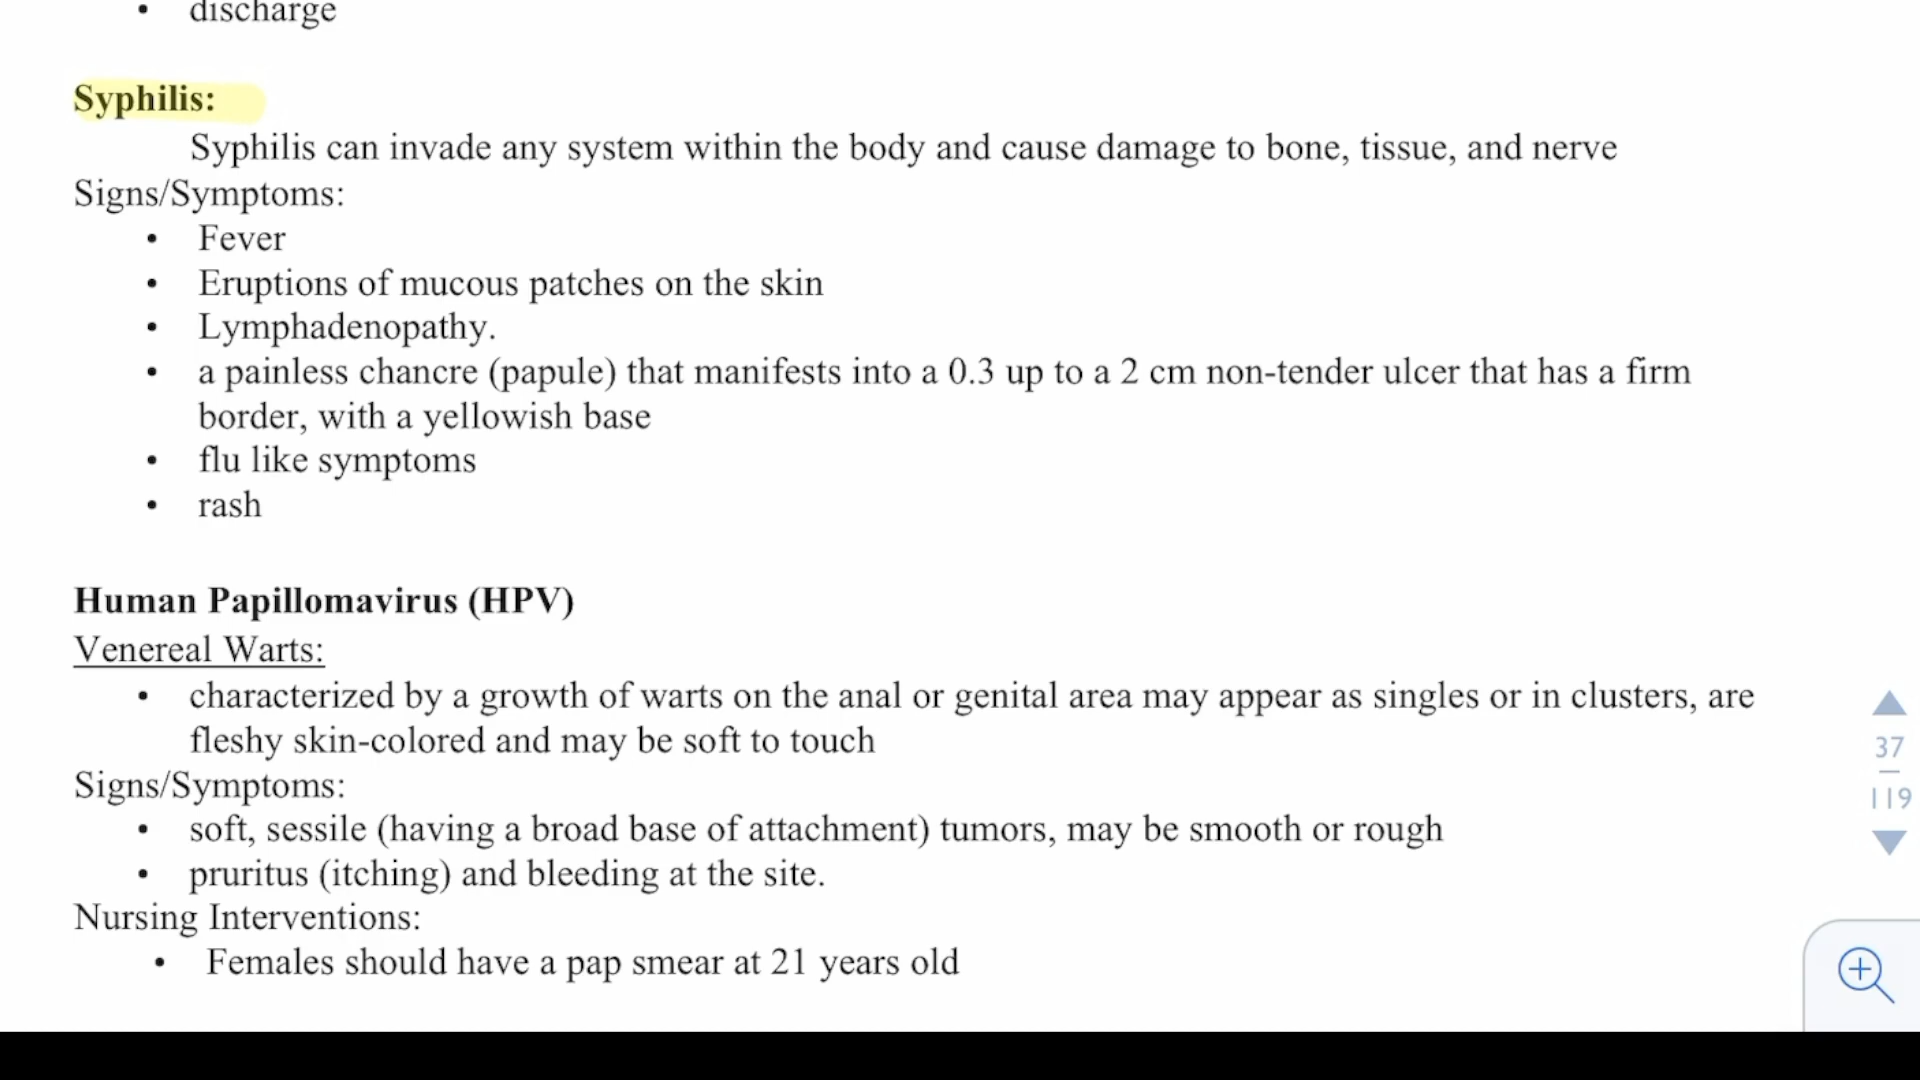 • discharge
Syphilis:
Syphilis can invade any system within the body and cause damage to bone, tissue, and nerve
Signs/Symptoms:
• Fever
• Eruptions of mucous patches on the skin
• Lymphadenopathy.
• a painless chancre (papule) that manifests into a 0.3 up to a 2 cm non-tender ulcer that has a firm
border, with a yellowish base
• flu like symptoms
• rash
Human Papillomavirus (HPV)
Venereal Warts:
• characterized by a growth of warts on the anal or genital area may appear as singles or in clusters, are
fleshy skin-colored and may be soft to touch
Signs/Symptoms:
• soft, sessile (having a broad base of attachment) tumors, may be smooth or rough
• pruritus (itching) and bleeding at the site.
Nursing Interventions:
• Females should have a pap smear at 21 years old
37
119